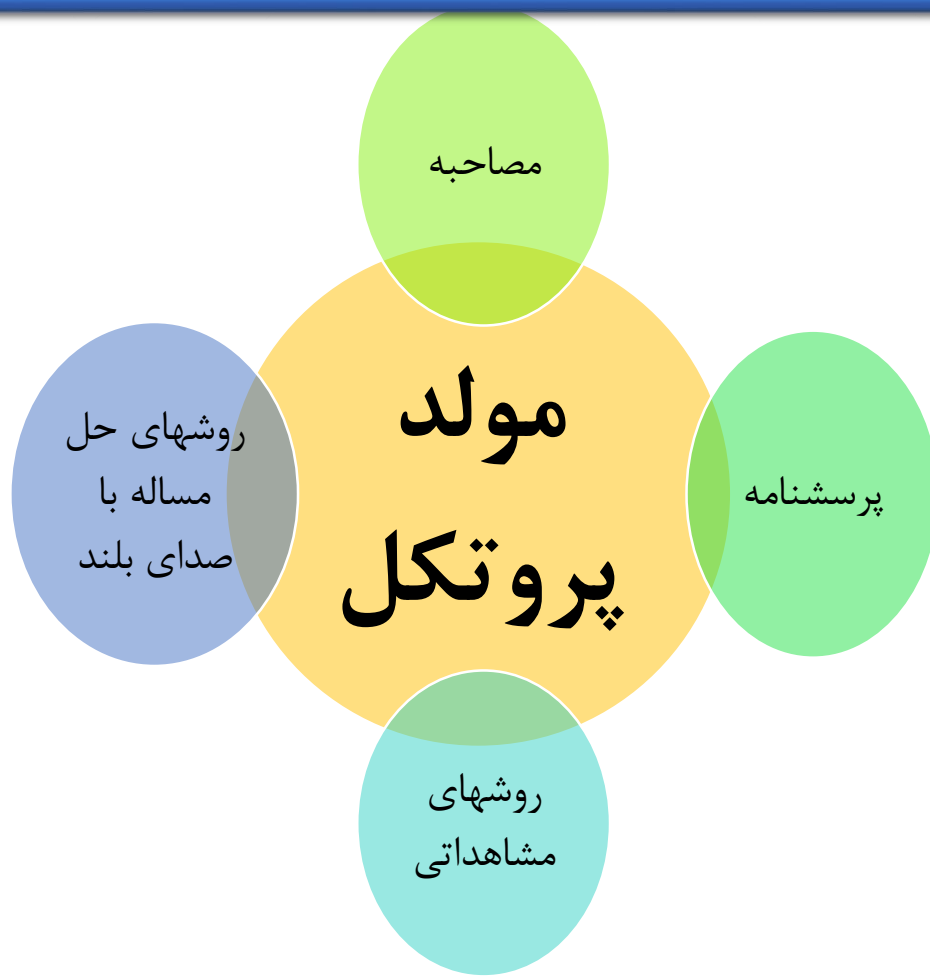 مصاحبه
مولد
پروتکل
پرسشنامه
روشهای حل
مساله با
صدای بلند
روشهای
مشاهداتی